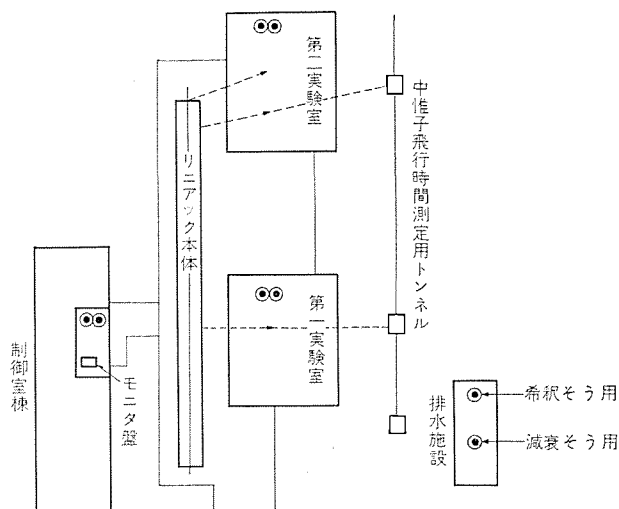 第二実験室
リニアック本体
中性子飛行時間測定用トンネル
第一実験室
制御室棟
モニタ盤
排水施設
希釈そう用
減衰そう用